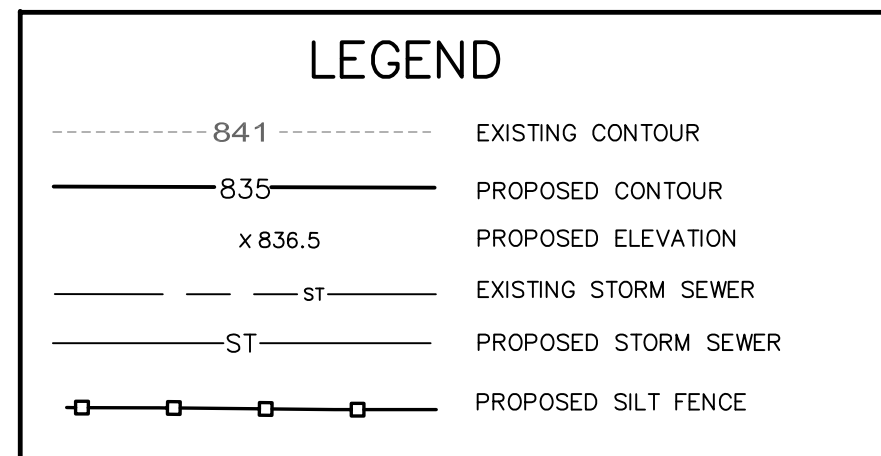 LEGEND
841 EXISTING CONTOUR
835 PROPOSED CONTOUR
x 836.5 PROPOSED ELEVATION
ST EXISTING STORM SEWER
ST PROPOSED STORM SEWER
PROPOSED SILT FENCE